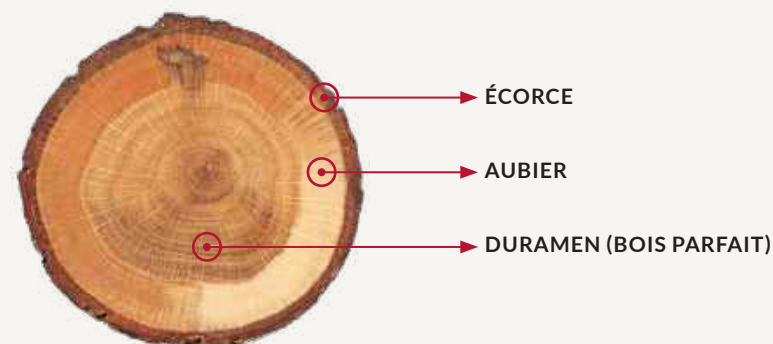 ÉCORCE
AUBIER
DURAMEN (BOIS PARFAIT)